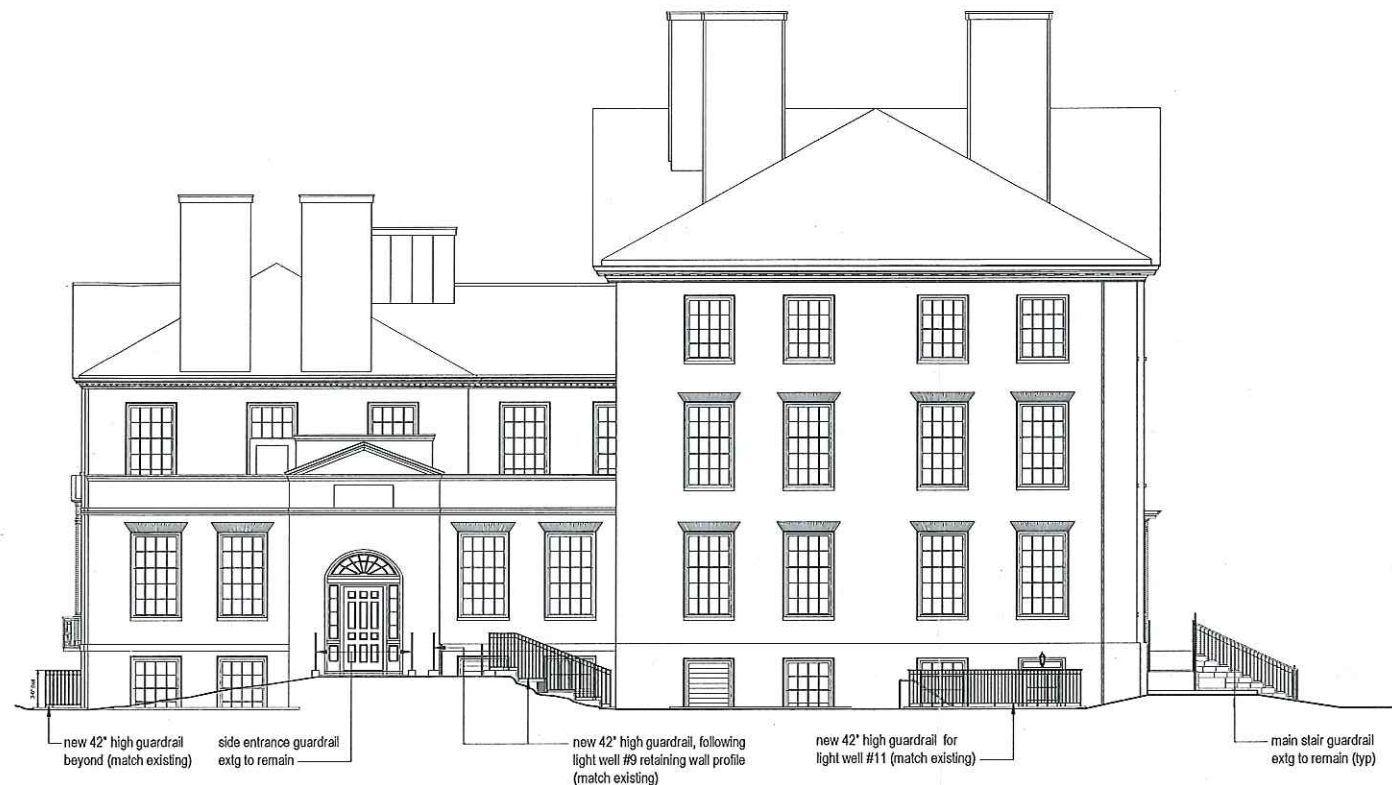 new 42" high guardrail
beyond (match existing)
side entrance guardrail
extg to remain
new 42" high guardrail, following
light well #9 retaining wall profile
(match existing)
new 42" high guardrail for
light well #11 (match existing)
main stair guardrail
extg to remain (typ)